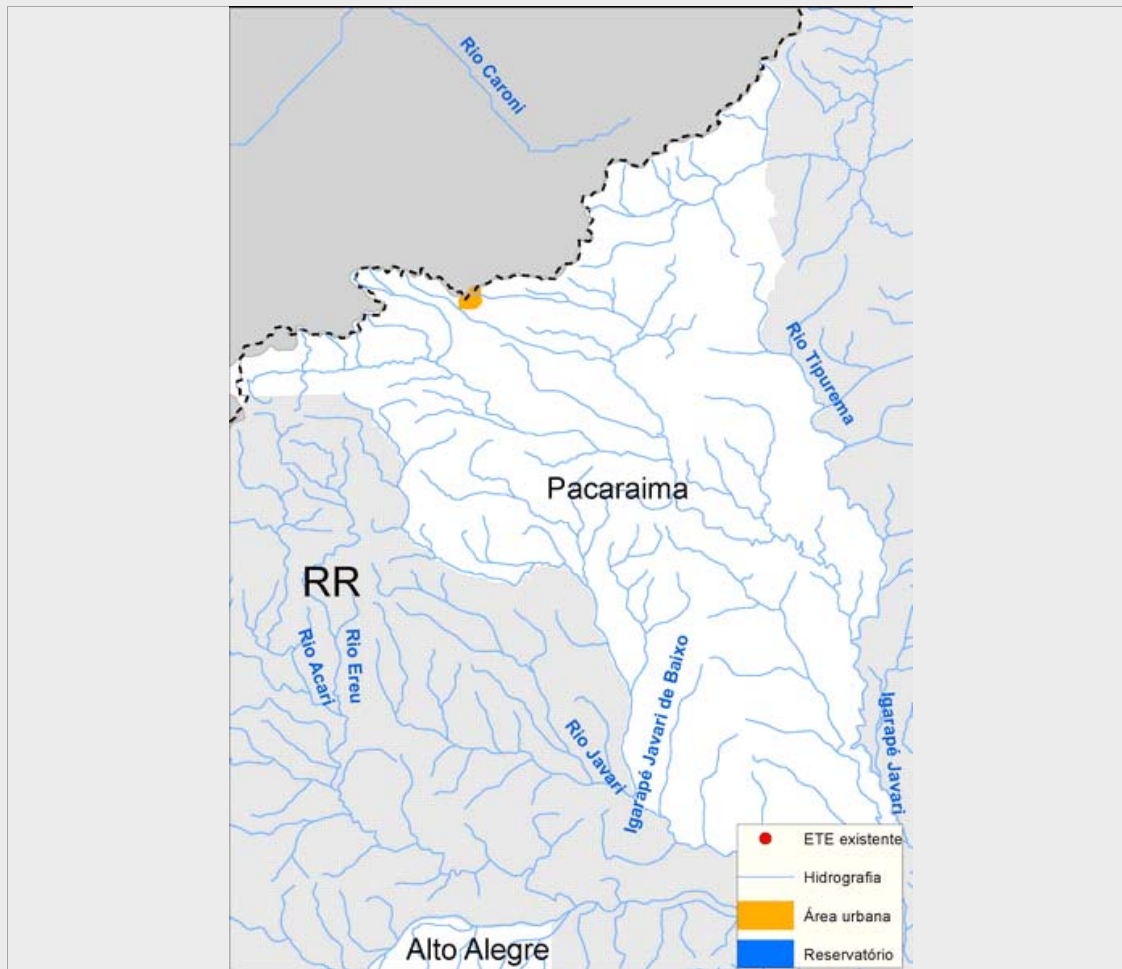 Rio Caroni
Rio Tipurema
Pacaraima
RR
Rio Acari
Rio Ereu
Rio Javari
Igarapé Javari de Baixo
Igarapé Javari
ETE existente
Hidrografia
Área urbana
Reservatório
Alto Alegre